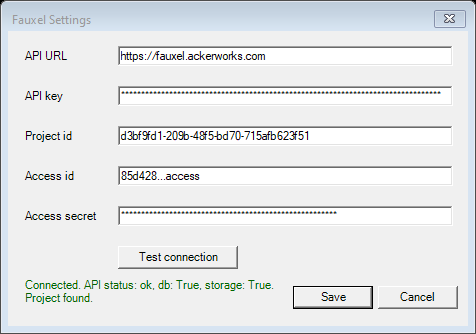 Fauxel Settings
API URL
https://fauxel.ackerworks.com
API key
********************************************************************************
Project id
d3bf9fd1-209b-48f5-bd70-715afb623f51
Access id
85d428...access
Access secret
******************************************************
Test connection
Connected. API status: ok, db: True, storage: True.
Project found.
Save
Cancel